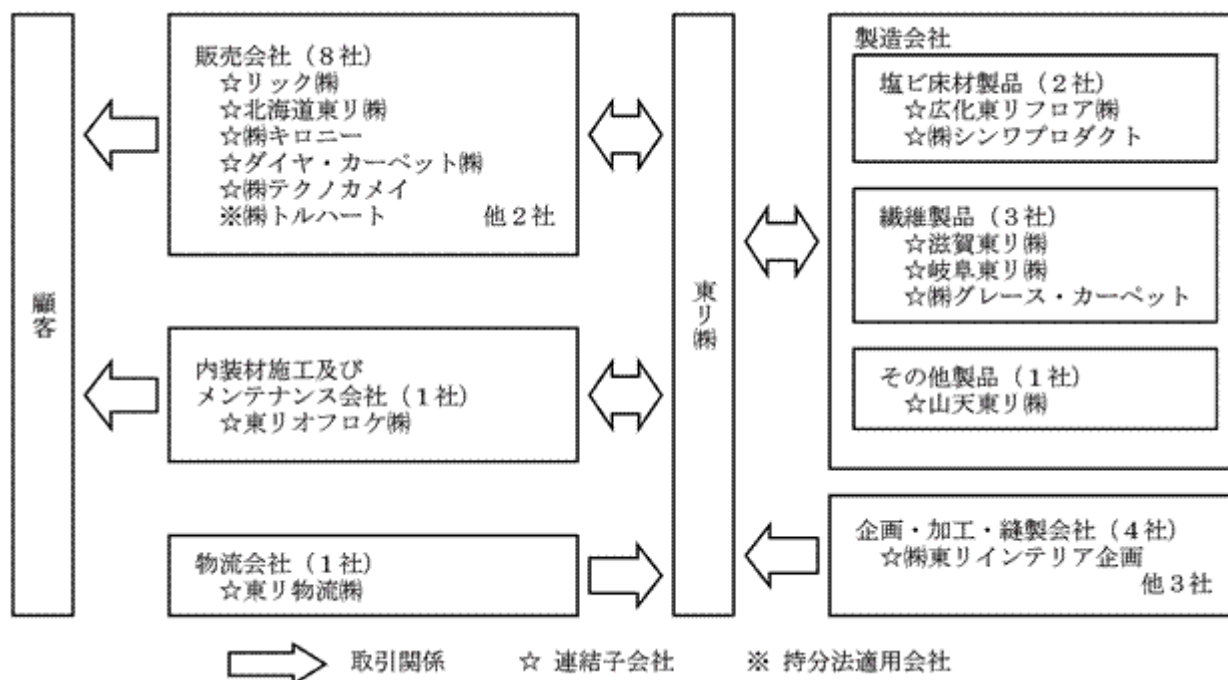 顧客
販売会社（８社）
☆リック㈱
☆北海道東リ㈱
☆㈱キロニー
☆ダイヤ・カーペット㈱
☆㈱テクノカメイ
※㈱トルハート　他２社
内装材施工及び
メンテナンス会社（１社）
☆東リオフロケ㈱
物流会社（１社）
☆東リ物流㈱
東リ㈱
製造会社
塩ビ床材製品（２社）
☆広化東リフロア㈱
☆㈱シンワプロダクト
繊維製品（３社）
☆滋賀東リ㈱
☆岐阜東リ㈱
☆㈱グレース・カーペット
その他製品（１社）
☆山天東リ㈱
企画・加工・縫製会社（４社）
☆㈱東リインテリア企画
他３社
取引関係　☆ 連結子会社　※ 持分法適用会社